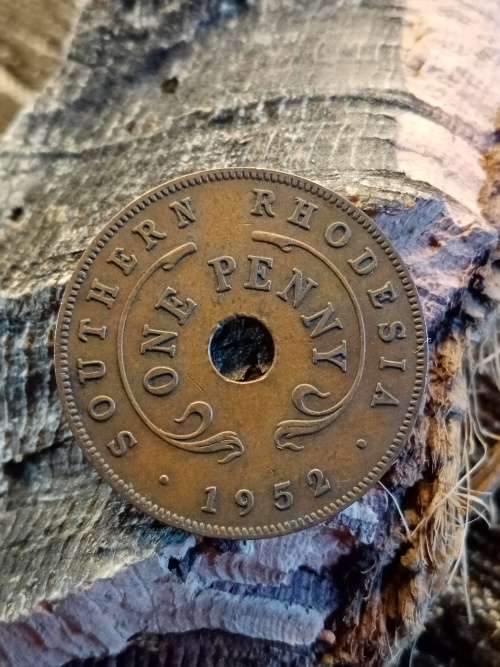 SOUTHERN RHODESIA
ONE PENNY
· 1952 ·